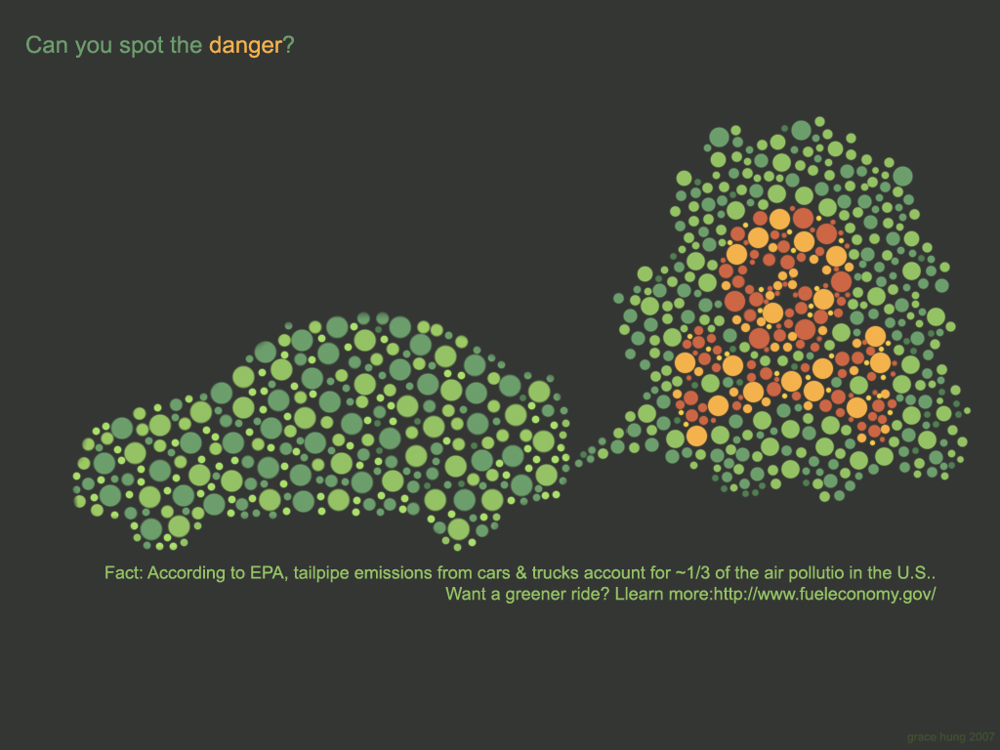 Can you spot the danger?
Fact: According to EPA, tailpipe emissions from cars & trucks account for ~1/3 of the air pollutio in the U.S..
Want a greener ride? Llearn more:http://www.fueleconomy.gov/
grace hung 2007